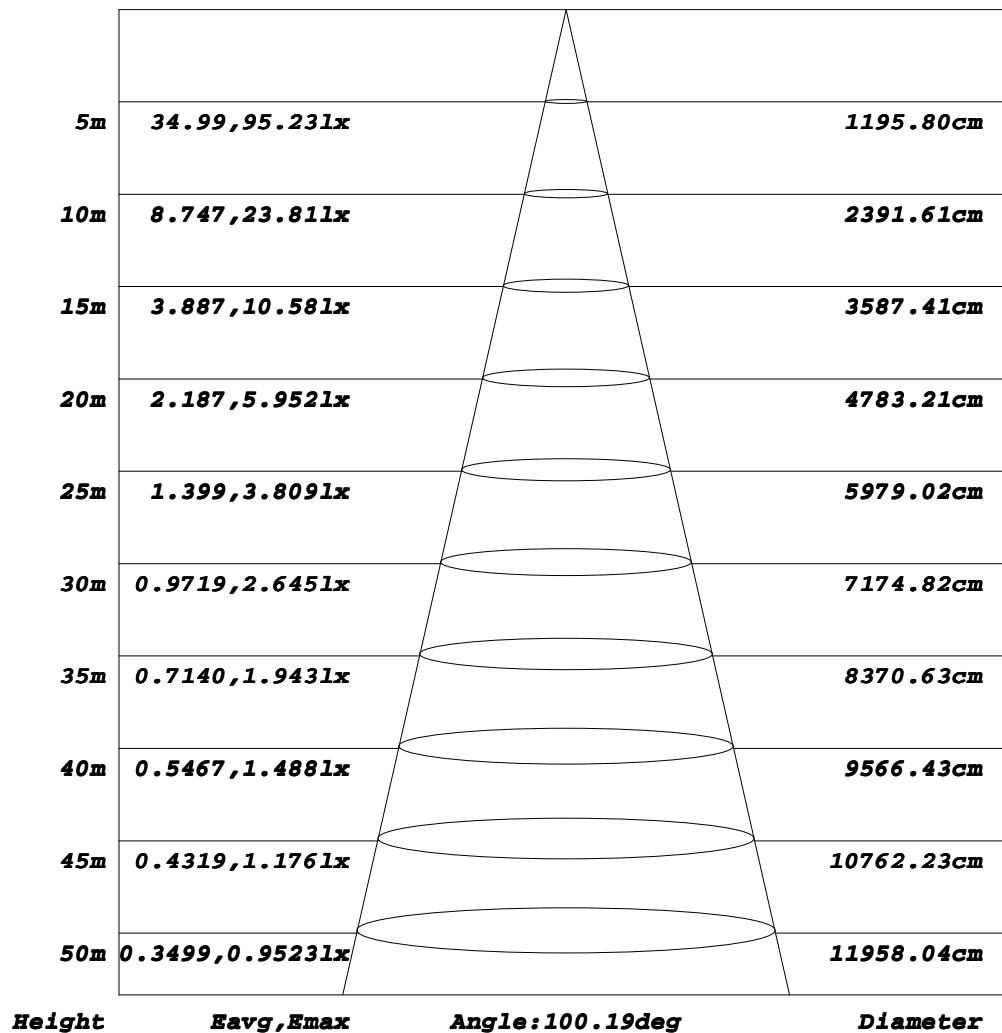 5m 34.99,95.23lx 1195.80cm
10m 8.747,23.81lx 2391.61cm
15m 3.887,10.58lx 3587.41cm
20m 2.187,5.952lx 4783.21cm
25m 1.399,3.809lx 5979.02cm
30m 0.9719,2.645lx 7174.82cm
35m 0.7140,1.943lx 8370.63cm
40m 0.5467,1.488lx 9566.43cm
45m 0.4319,1.176lx 10762.23cm
50m 0.3499,0.9523lx 11958.04cm
Height Eavg,Emax Angle:100.19deg Diameter